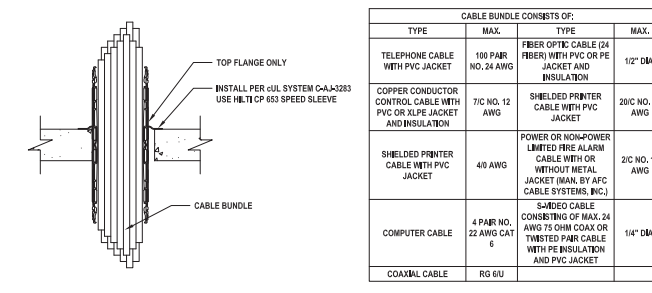 TOP FLANGE ONLY
INSTALL PER cUL SYSTEM C-AJ-3283
USE HILTI CP 653 SPEED SLEEVE
CABLE BUNDLE
CABLE BUNDLE CONSISTS OF:
TYPE MAX. TYPE MAX.
TELEPHONE CABLE
WITH PVC JACKET
100 PAIR
NO. 24 AWG
FIBER OPTIC CABLE (24
FIBER) WITH PVC OR PE
JACKET AND
INSULATION
1/2" DIA
COPPER CONDUCTOR
CONTROL CABLE WITH
PVC OR XLPE JACKET
AND INSULATION
7/C NO. 12
AWG
SHIELDED PRINTER
CABLE WITH PVC
JACKET
20/C NO.
AWG
SHIELDED PRINTER
CABLE WITH PVC
JACKET
4/0 AWG
POWER OR NON-POWER
LIMITED FIRE ALARM
CABLE WITH OR
WITHOUT METAL
JACKET (MAN. BY AFC
CABLE SYSTEMS, INC.)
2/C NO.
AWG
COMPUTER CABLE
4 PAIR NO.
22 AWG CAT
6
S-VIDEO CABLE
CONSISTING OF MAX. 24
AWG 75 OHM COAX OR
TWISTED PAIR CABLE
WITH PE INSULATION
AND PVC JACKET
1/4" DIA
COAXIAL CABLE RG 6/U